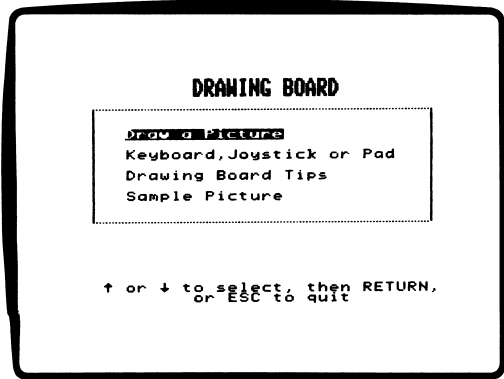 DRAWING BOARD
Draw a Picture
Keyboard,Joystick or Pad
Drawing Board Tips
Sample Picture
↑ or ↓ to select, then RETURN,
or ESC to quit